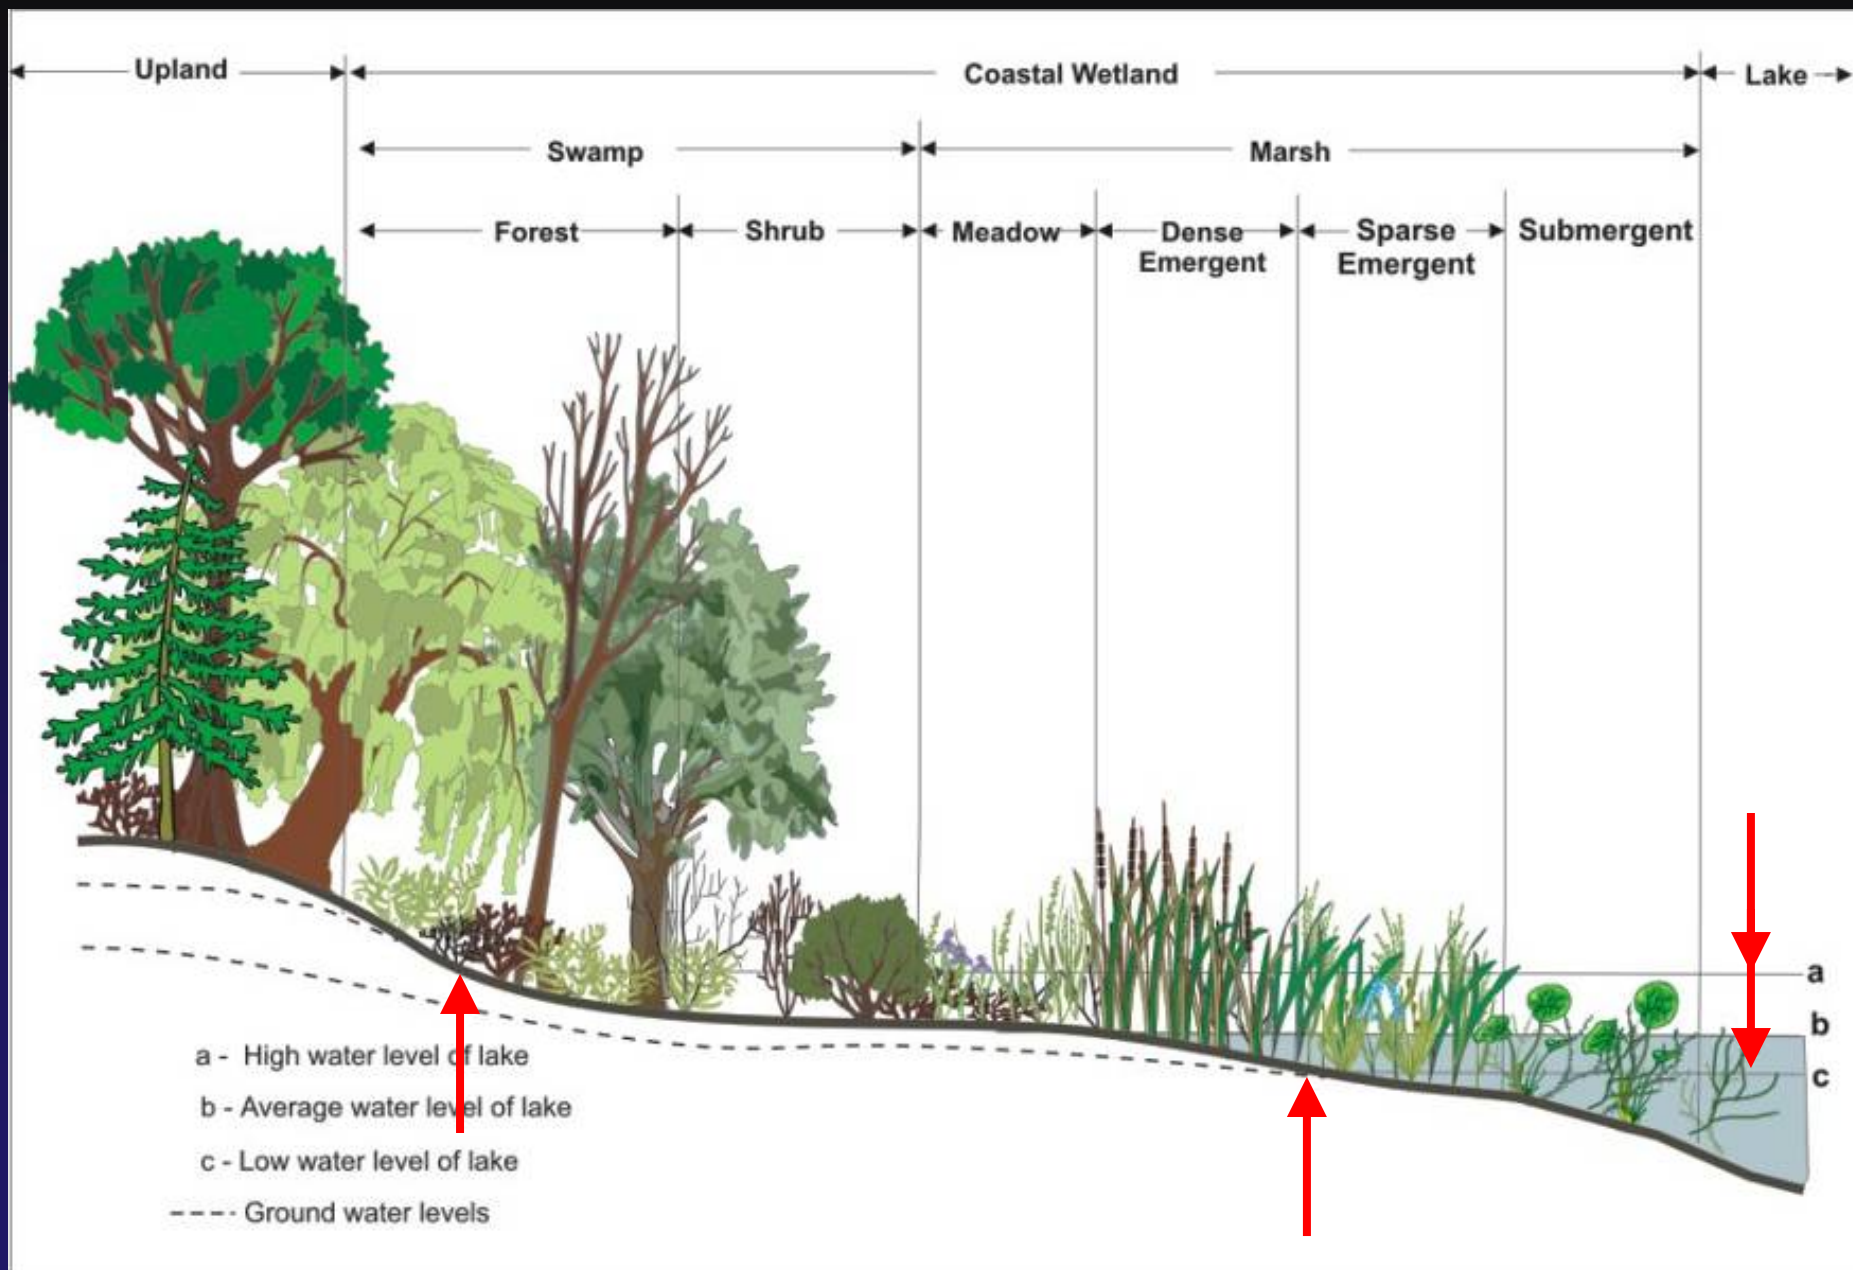 Upland
Coastal Wetland
Lake
Swamp
Marsh
Forest
Shrub
Meadow
Dense
Emergent
Sparse
Emergent
Submergent
a
b
c
a - High water level of lake
b - Average water level of lake
c - Low water level of lake
Ground water levels